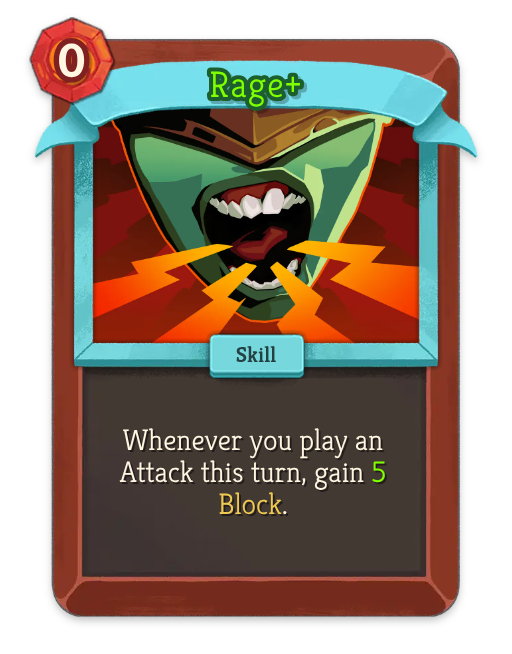 0
Rage+
Skill
Whenever you play an
Attack this turn, gain 5
Block.